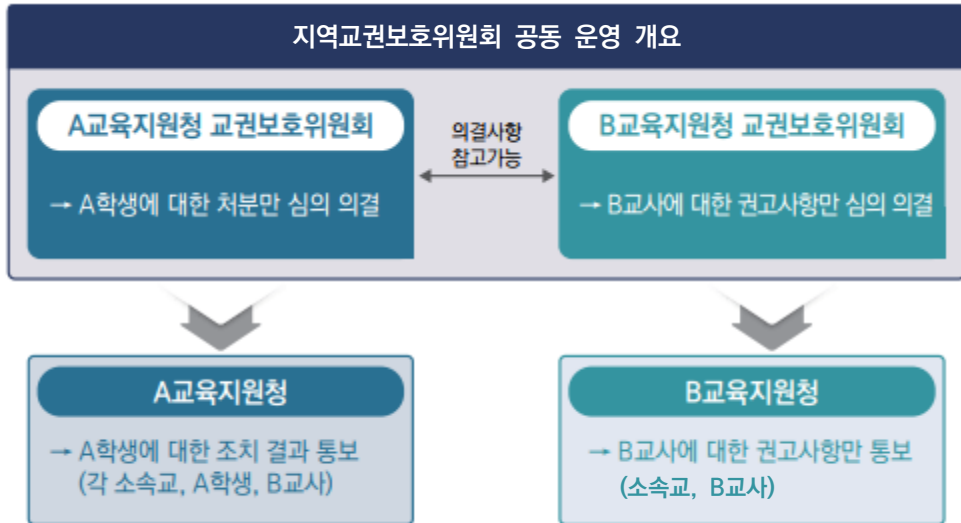 지역교권보호위원회 공동 운영 개요
A교육지원청 교권보호위원회
→ A학생에 대한 처분만 심의 의결
의결사항
참고가능
B교육지원청 교권보호위원회
→ B교사에 대한 권고사항만 심의 의결
A교육지원청
→ A학생에 대한 조치 결과 통보
(각 소속교, A학생, B교사)
B교육지원청
→ B교사에 대한 권고사항만 통보
(소속교, B교사)